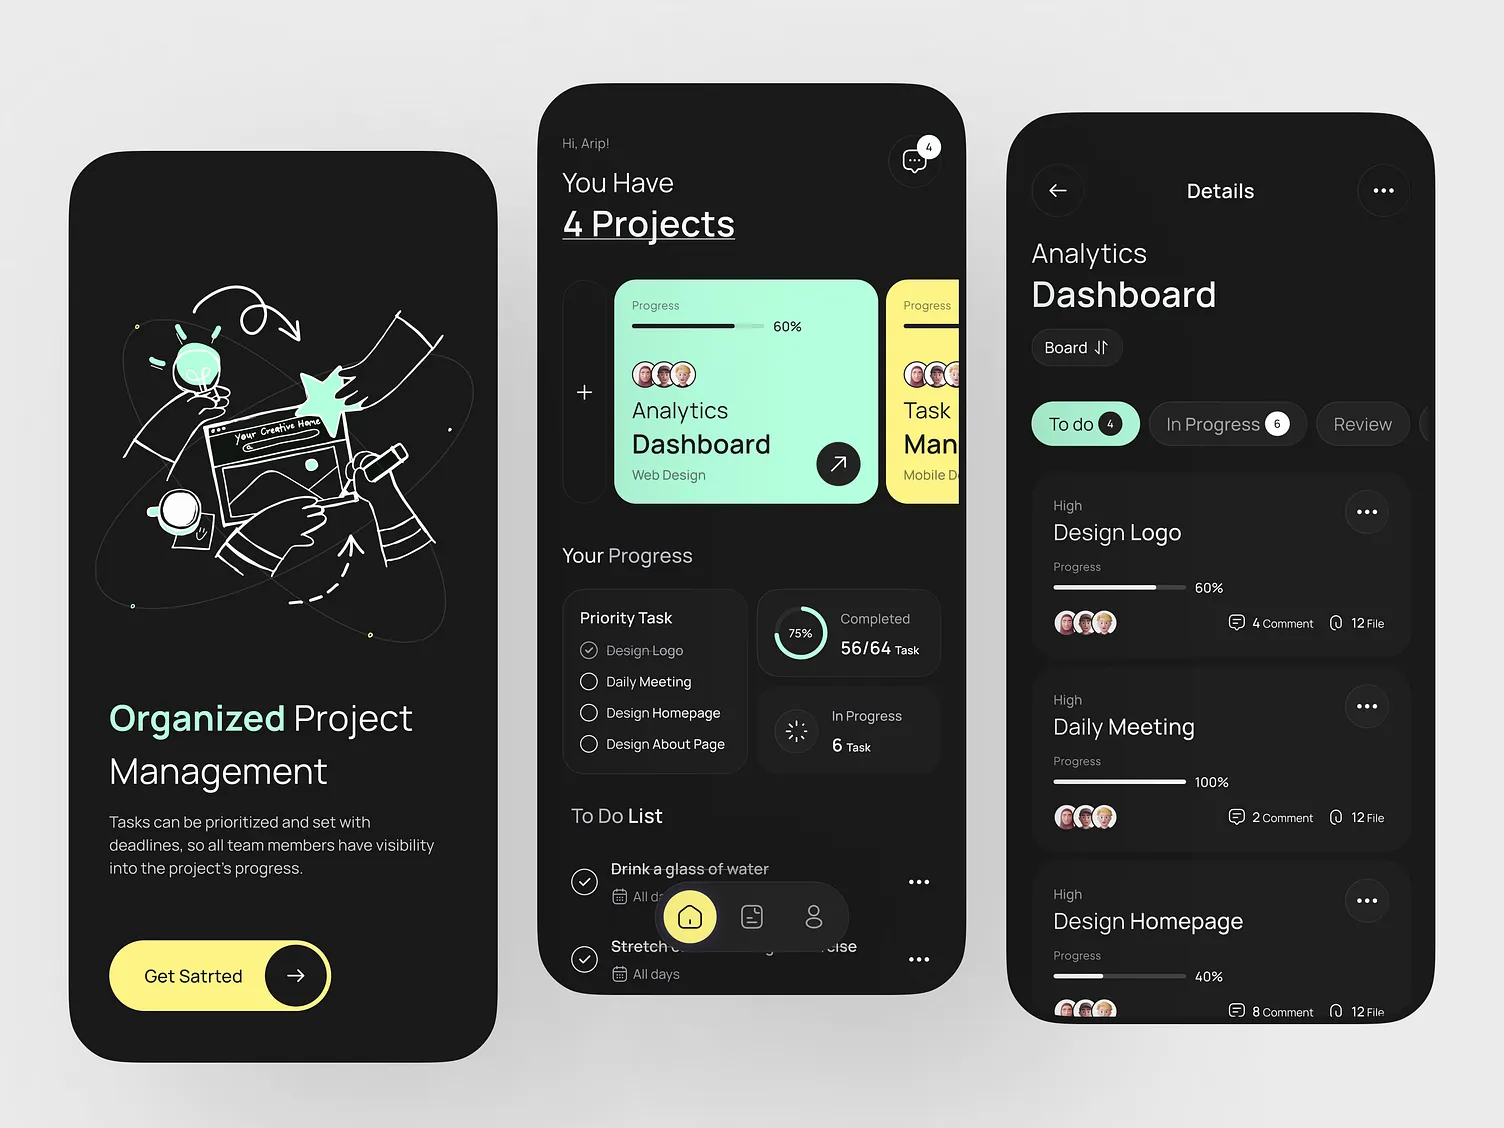 Your Creative Home
Organized Project
Management
Tasks can be prioritized and set with
deadlines, so all team members have visibility
into the project's progress.
Get Satrted
Hi, Arip!
4
You Have
4 Projects
Progress
60%
Analytics
Dashboard
Web Design
Progress
Task
Man
Mobile D
Your Progress
Priority Task
Design Logo
Daily Meeting
Design Homepage
Design About Page
75%
Completed
56/64 Task
In Progress
6 Task
To Do List
Drink a glass of water
All d
Stretch
cise
All days
Details
Analytics
Dashboard
Board
To do 4
In Progress 6
Review
High
Design Logo
Progress
60%
4 Comment
12 File
High
Daily Meeting
Progress
100%
2 Comment
12 File
High
Design Homepage
Progress
40%
8 Comment
12 File